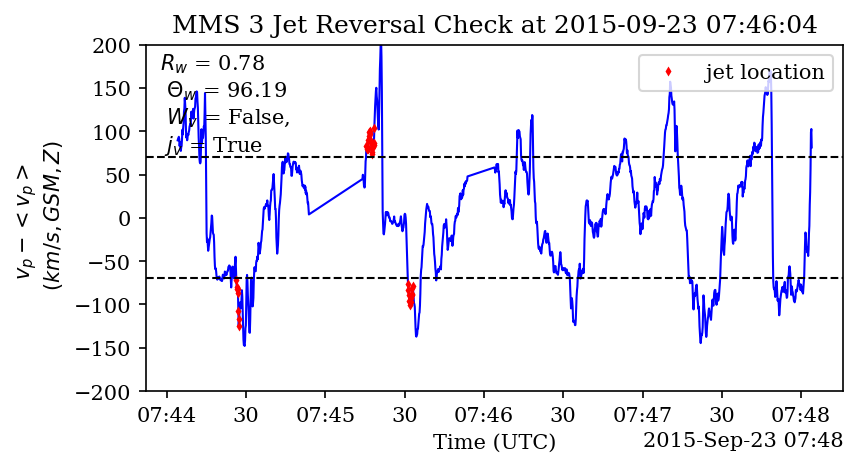 MMS 3 Jet Reversal Check at 2015-09-23 07:46:04
R_w = 0.78
Θ_w = 96.19
W_v = False,
j_v = True
jet location
v_p − <v_p>
(km/s, GSM, Z)
200
150
100
50
0
−50
−100
−150
−200
07:44 30 07:45 30 07:46 30 07:47 30 07:48
Time (UTC)
2015-Sep-23 07:48